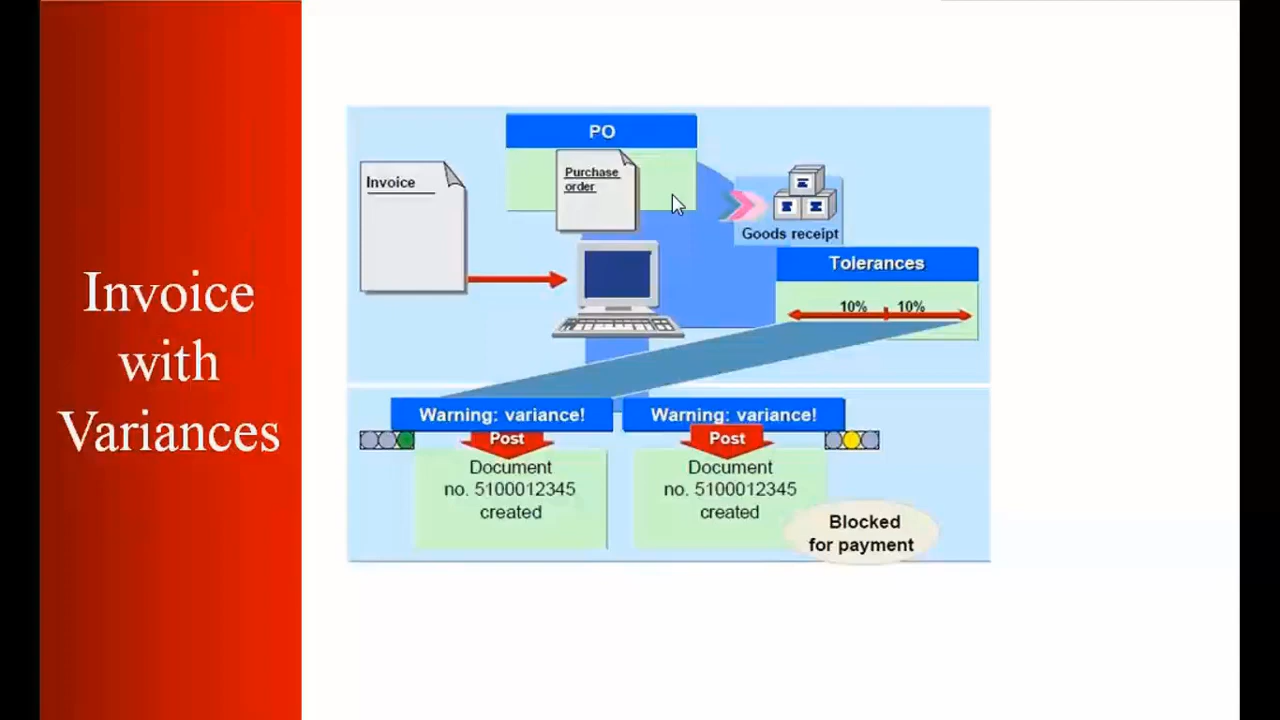 Invoice
with
Variances
PO
Invoice
Purchase
order
Goods receipt
Tolerances
10% 10%
Warning: variance! Warning: variance!
Post Post
Document
no. 5100012345
created
Document
no. 5100012345
created
Blocked
for payment